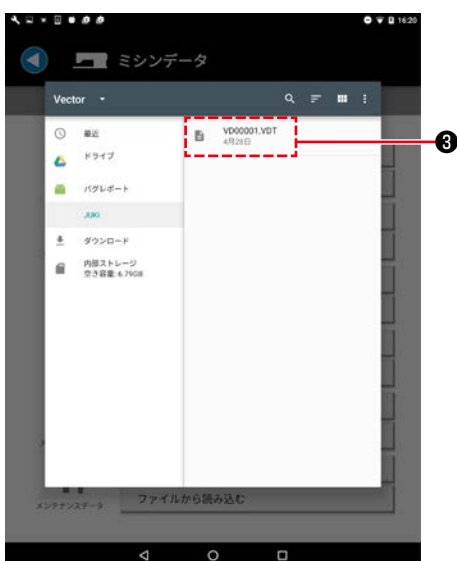 16:20
ミシンデータ
Vector
最近
ドライブ
バグレポート
JUKI
ダウンロード
内部ストレージ
空き容量: 6.79GB
VD00001.VDT
4月26日
❸
メンテナンスデータ
ファイルから読み込む